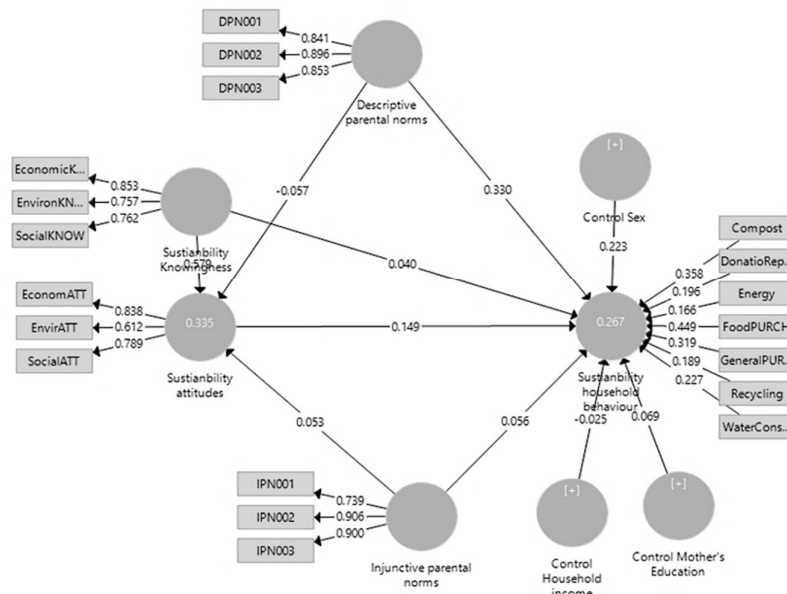 DPN001
0.841
DPN002
0.896
DPN003
0.853
Descriptive
parental norms
[+]
Control Sex
EconomicK...
0.853
EnvironKN...
0.757
SocialKNOW
0.762
Sustianbility
Knowingness
-0.057
0.330
0.223
0.579
0.040
Compost
0.358
DonatioRep..
0.196
Energy
0.166
FoodPURCH
0.449
GeneralPUR..
0.319
Recycling
0.189
WaterCons..
0.227
EconomATT
0.838
EnvirATT
0.612
SocialATT
0.789
0.335
Sustianbility
attitudes
0.149
0.267
Sustianbility
household
behaviour
0.053
0.056
-0.025
0.069
IPN001
0.739
IPN002
0.906
IPN003
0.900
Injunctive parental
norms
[+]
Control
Household
income
[+]
Control Mother's
Education